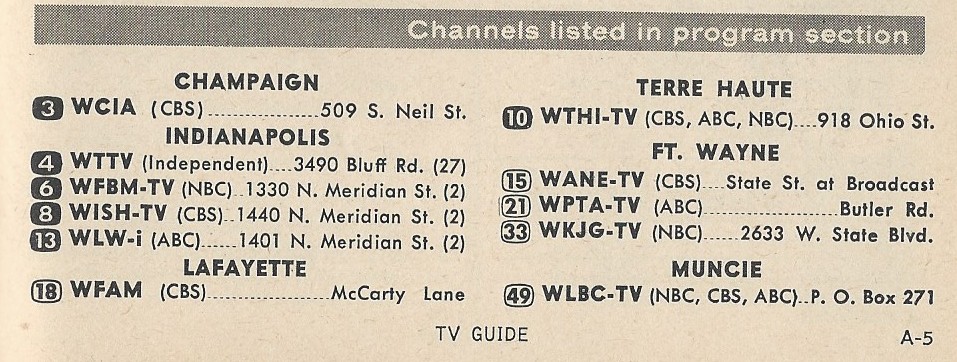 Channels listed in program section
CHAMPAIGN
3 WCIA (CBS)................509 S. Neil St.
INDIANAPOLIS
4 WTTV (Independent)....3490 Bluff Rd. (27)
6 WFBM-TV (NBC)..1330 N. Meridian St. (2)
8 WISH-TV (CBS)..1440 N. Meridian St. (2)
13 WLW-i (ABC)......1401 N. Meridian St. (2)
LAFAYETTE
18 WFAM (CBS)..................McCarty Lane
TERRE HAUTE
10 WTHI-TV (CBS, ABC, NBC)....918 Ohio St.
FT. WAYNE
15 WANE-TV (CBS)....State St. at Broadcast
21 WPTA-TV (ABC)......................Butler Rd.
33 WKJG-TV (NBC)......2633 W. State Blvd.
MUNCIE
49 WLBC-TV (NBC, CBS, ABC)..P. O. Box 271
TV GUIDE
A-5